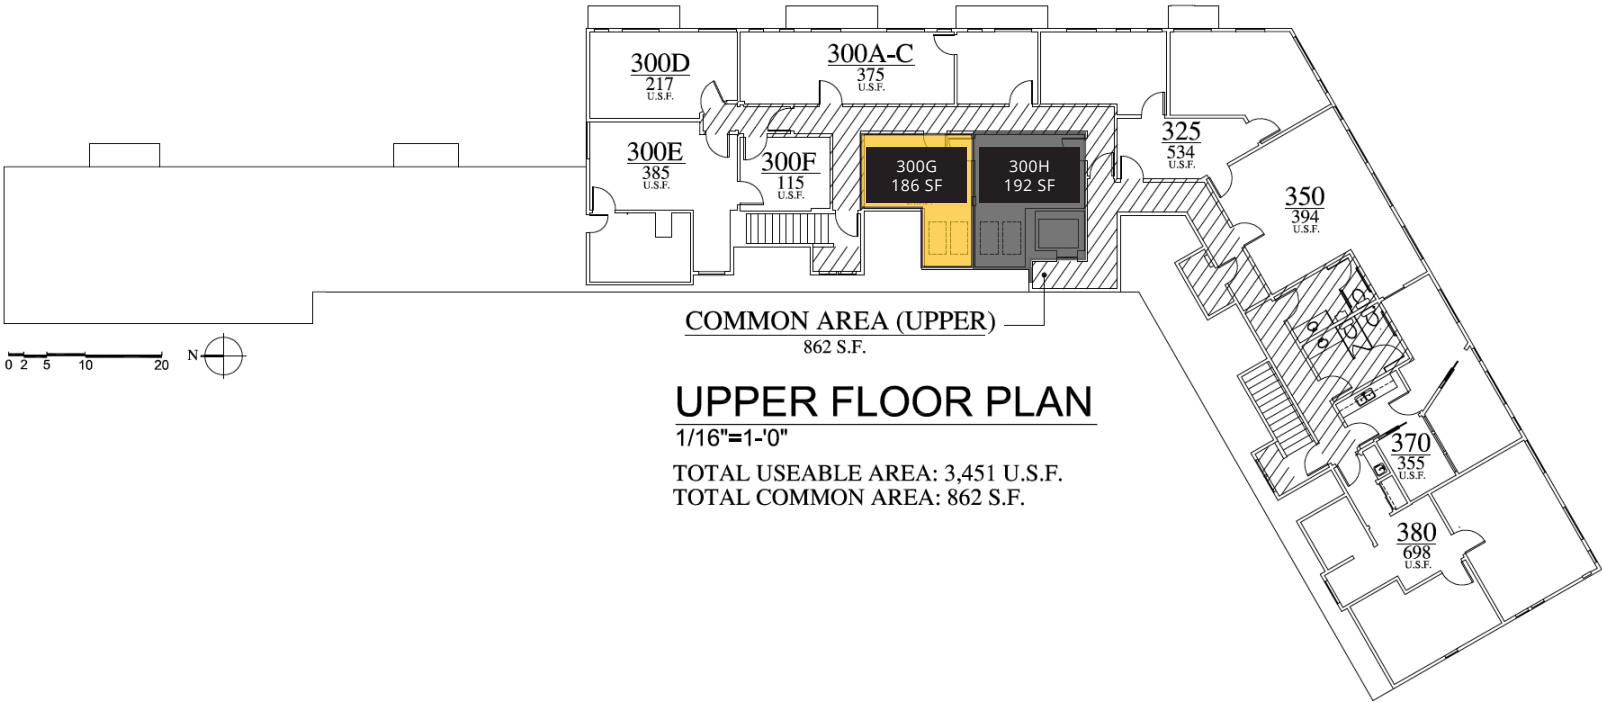 300D
217
U.S.F.
300A-C
375
U.S.F.
300E
385
U.S.F.
300F
115
U.S.F.
300G
186 SF
300H
192 SF
325
534
U.S.F.
350
394
U.S.F.
COMMON AREA (UPPER)
862 S.F.
0 2 5 10 20
N
UPPER FLOOR PLAN
1/16"=1-'0"
TOTAL USEABLE AREA: 3,451 U.S.F.
TOTAL COMMON AREA: 862 S.F.
370
355
U.S.F.
380
698
U.S.F.